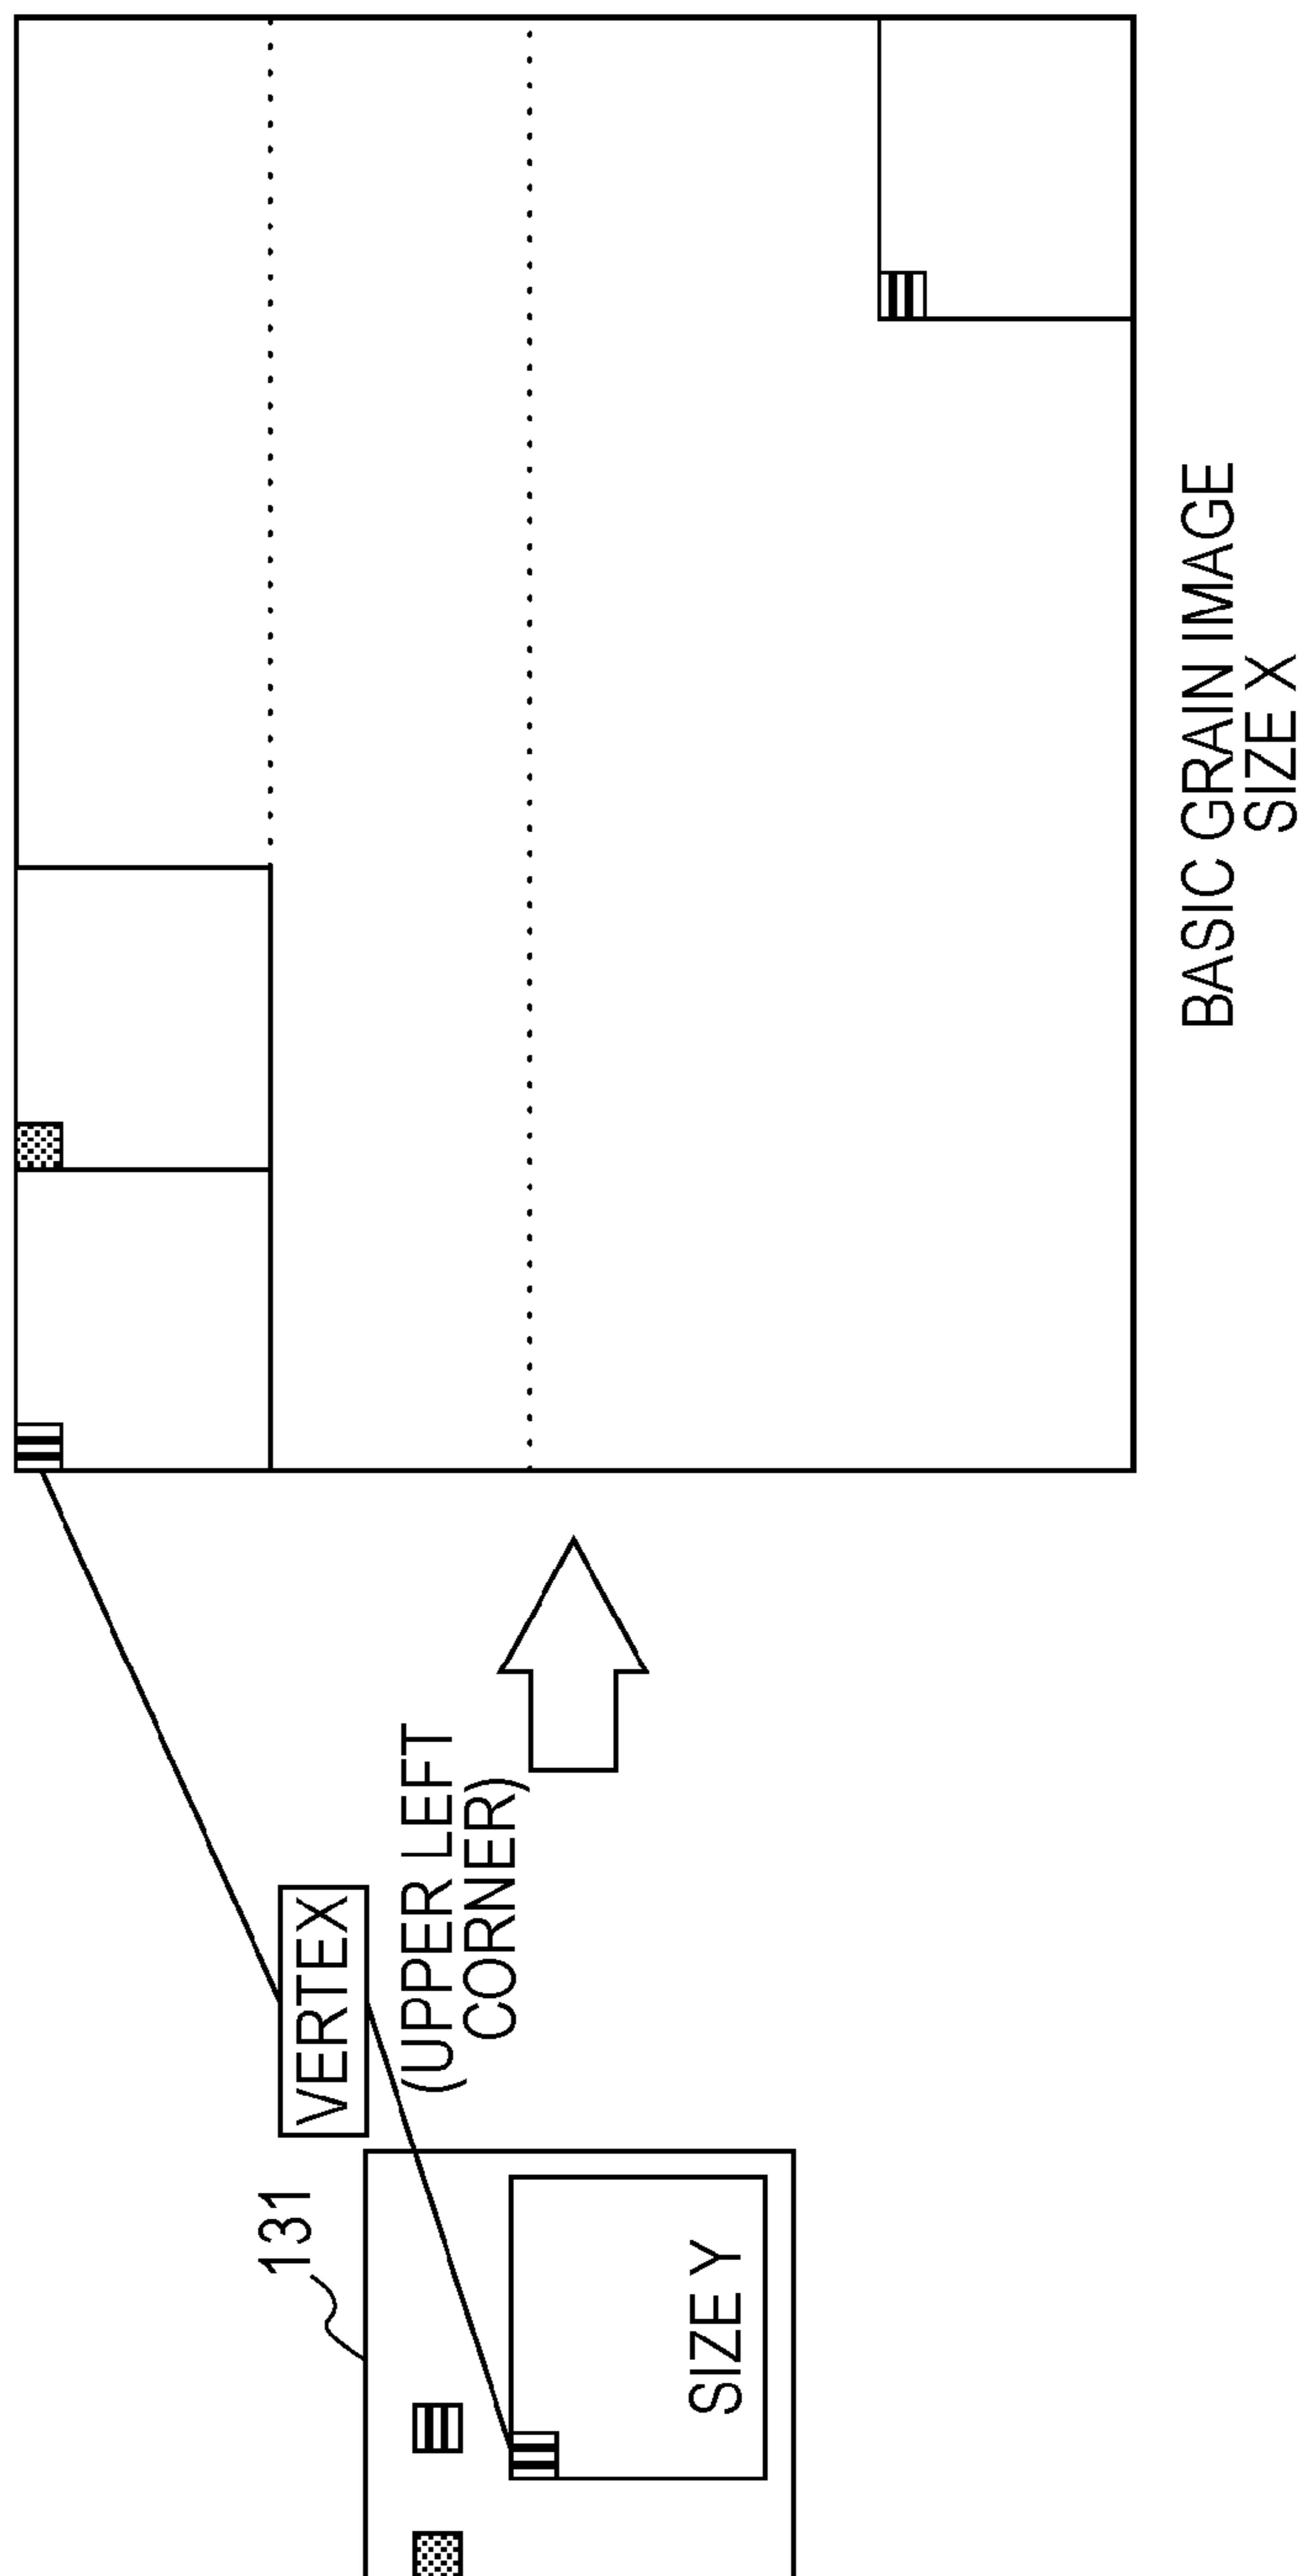 131
VERTEX
(UPPER LEFT
CORNER)
SIZE Y
BASIC GRAIN IMAGE
SIZE X